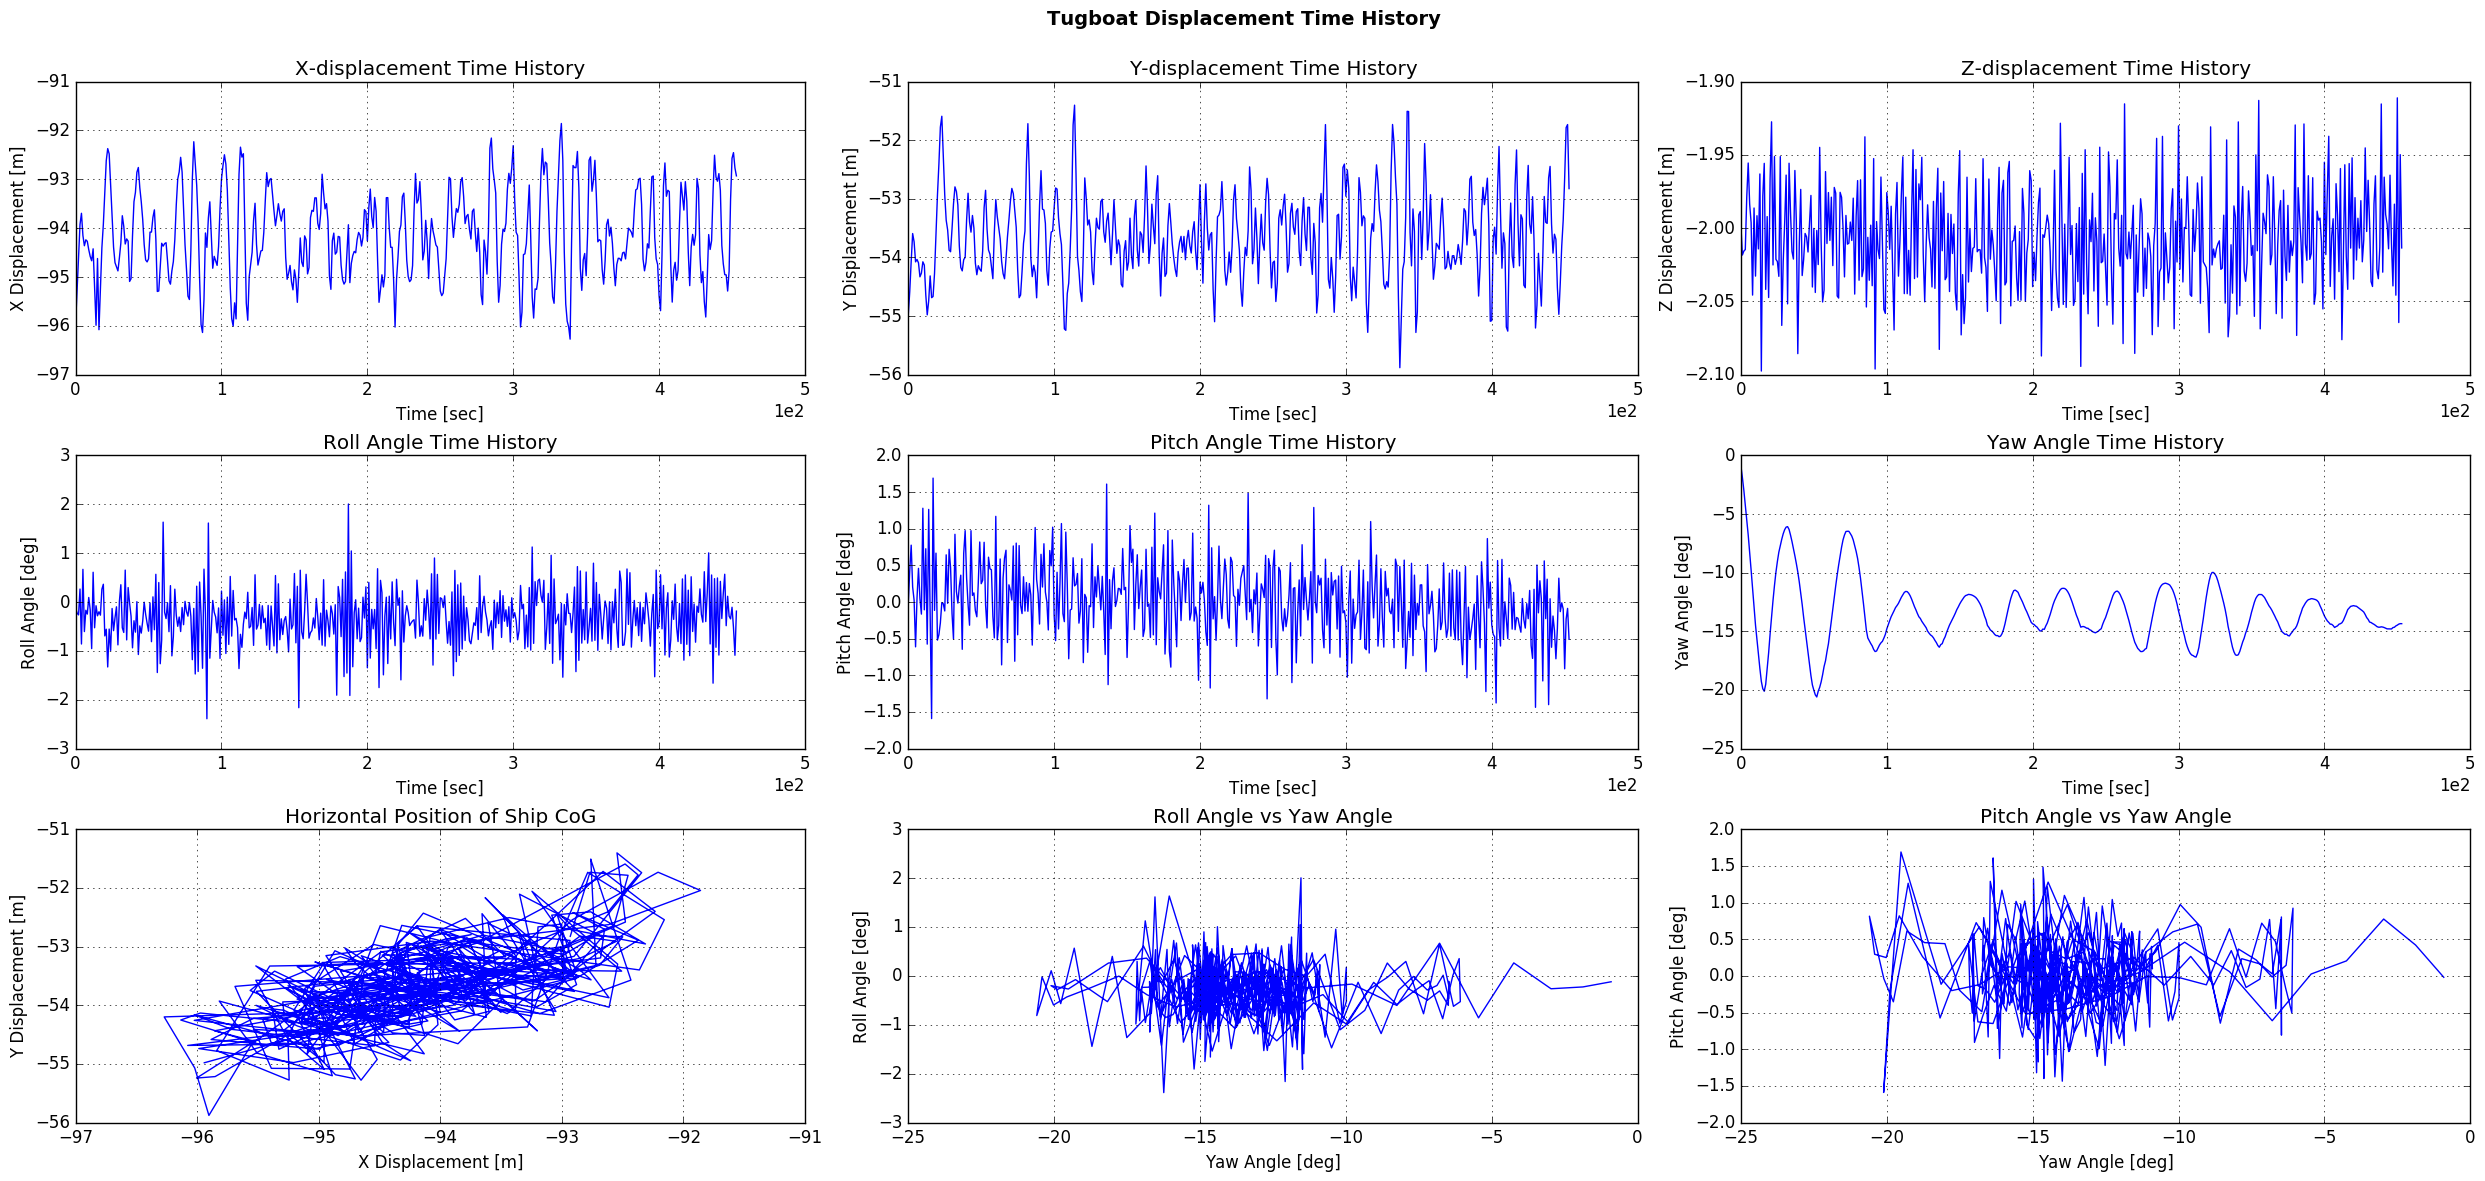 Tugboat Displacement Time History
X-displacement Time History
−91
−92
−93
−94
−95
−96
−97
X Displacement [m]
0 1 2 3 4 5
1e2
Time [sec]
Y-displacement Time History
−51
−52
−53
−54
−55
−56
Y Displacement [m]
0 1 2 3 4 5
1e2
Time [sec]
Z-displacement Time History
−1.90
−1.95
−2.00
−2.05
−2.10
Z Displacement [m]
0 1 2 3 4 5
1e2
Time [sec]
Roll Angle Time History
3
2
1
0
−1
−2
−3
Roll Angle [deg]
0 1 2 3 4 5
1e2
Time [sec]
Pitch Angle Time History
2.0
1.5
1.0
0.5
0.0
−0.5
−1.0
−1.5
−2.0
Pitch Angle [deg]
0 1 2 3 4 5
1e2
Time [sec]
Yaw Angle Time History
0
−5
−10
−15
−20
−25
Yaw Angle [deg]
0 1 2 3 4 5
1e2
Time [sec]
Horizontal Position of Ship CoG
−51
−52
−53
−54
−55
−56
Y Displacement [m]
−97 −96 −95 −94 −93 −92 −91
X Displacement [m]
Roll Angle vs Yaw Angle
3
2
1
0
−1
−2
−3
Roll Angle [deg]
−25 −20 −15 −10 −5 0
Yaw Angle [deg]
Pitch Angle vs Yaw Angle
2.0
1.5
1.0
0.5
0.0
−0.5
−1.0
−1.5
−2.0
Pitch Angle [deg]
−25 −20 −15 −10 −5 0
Yaw Angle [deg]